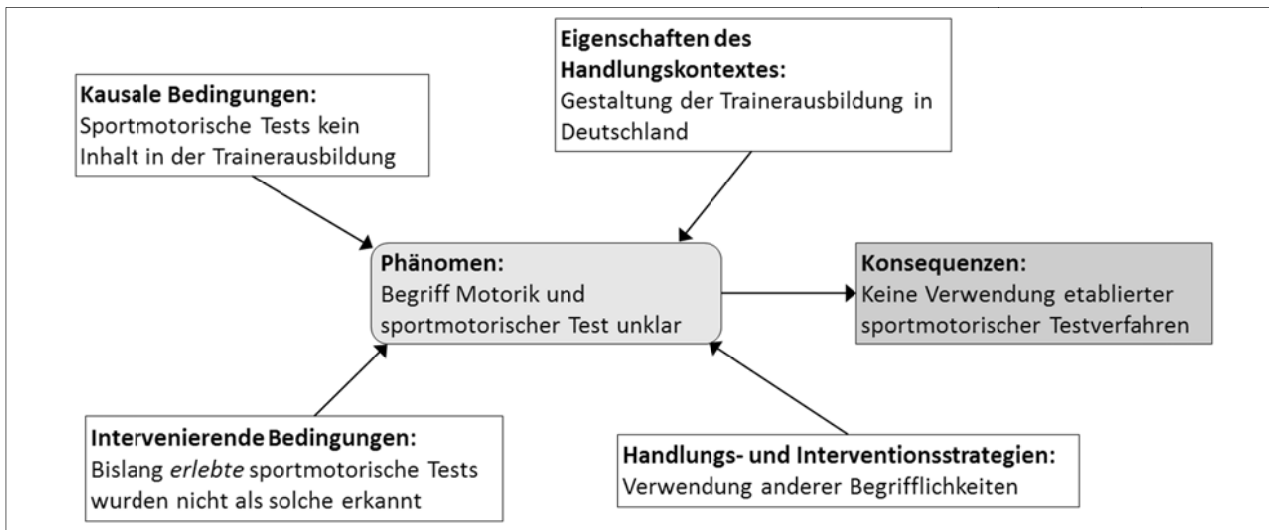 Kausale Bedingungen:
Sportmotorische Tests kein
Inhalt in der Trainerausbildung
Eigenschaften des
Handlungskontextes:
Gestaltung der Trainerausbildung in
Deutschland
Phänomen:
Begriff Motorik und
sportmotorischer Test unklar
Konsequenzen:
Keine Verwendung etablierter
sportmotorischer Testverfahren
Intervenierende Bedingungen:
Bislang erlebte sportmotorische Tests
wurden nicht als solche erkannt
Handlungs- und Interventionsstrategien:
Verwendung anderer Begrifflichkeiten